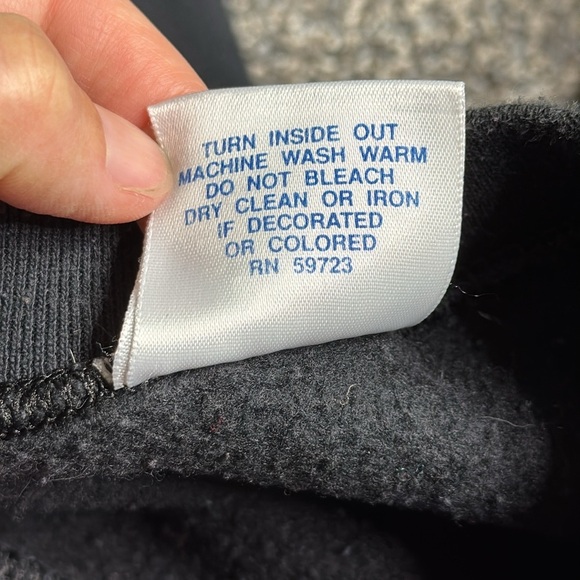 TURN INSIDE OUT
MACHINE WASH WARM
DO NOT BLEACH
DRY CLEAN OR IRON
IF DECORATED
OR COLORED
RN 59723